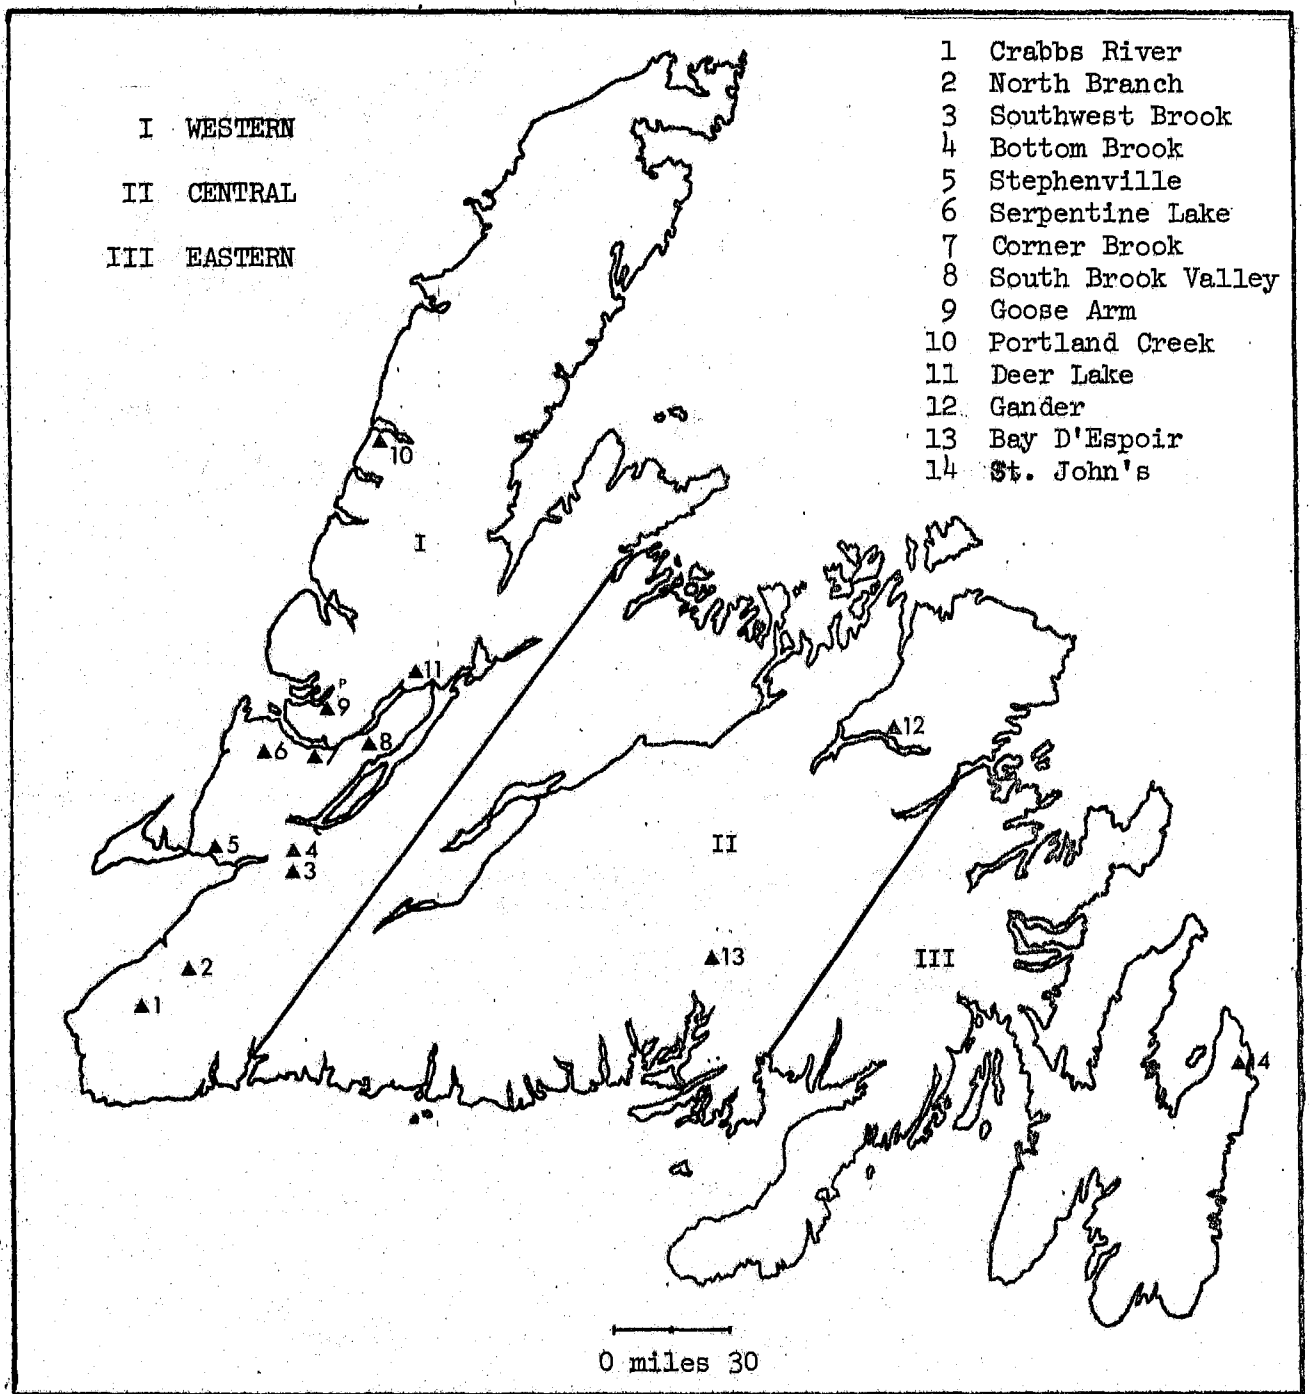 I WESTERN
II CENTRAL
III EASTERN
1 Crabbs River
2 North Branch
3 Southwest Brook
4 Bottom Brook
5 Stephenville
6 Serpentine Lake
7 Corner Brook
8 South Brook Valley
9 Goose Arm
10 Portland Creek
11 Deer Lake
12 Gander
13 Bay D'Espoir
14 St. John's
10
I
11
P
9
8
6
7
12
5
4
3
II
13
III
2
1
14
0 miles 30